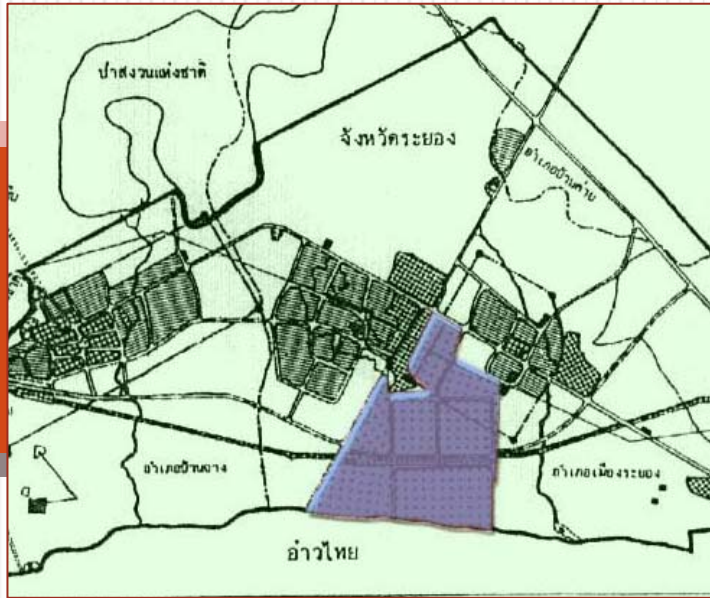 ป่าสงวนแห่งชาติ
จังหวัดระยอง
อำเภอบ้านค่าย
อำเภอบ้านฉาง
อำเภอเมืองระยอง
อ่าวไทย